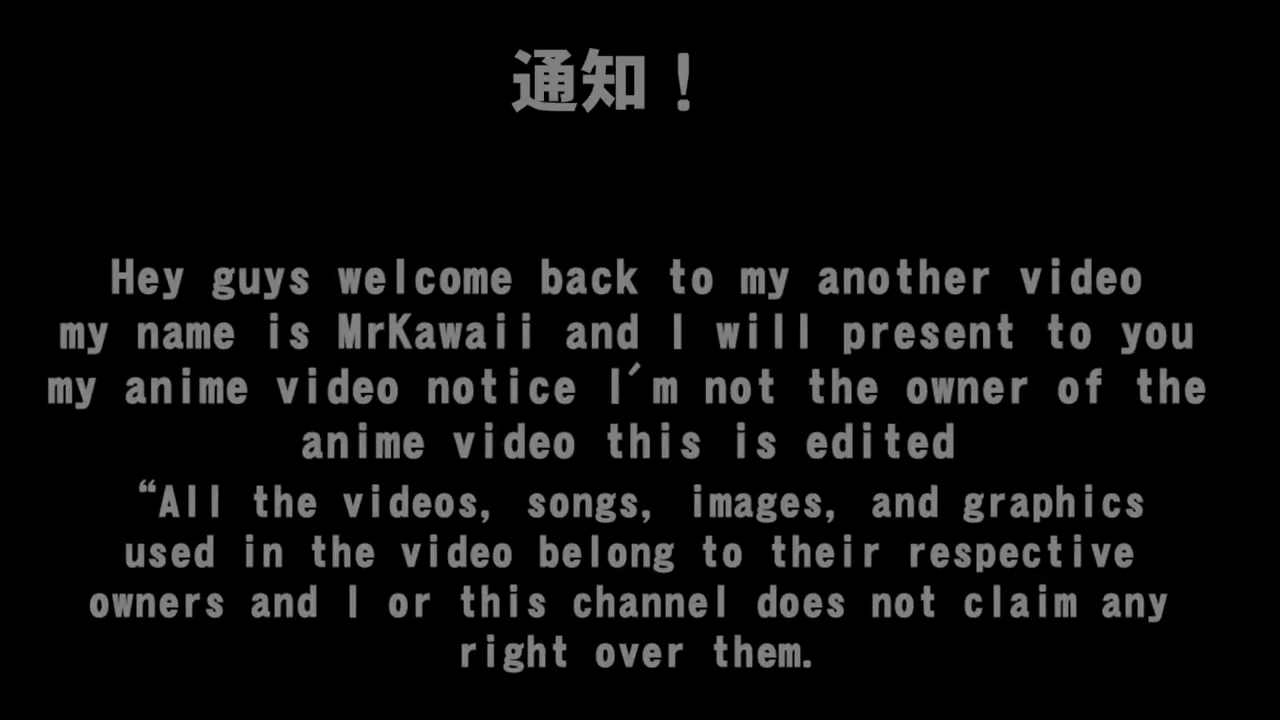 通知！
Hey guys welcome back to my another video
my name is MrKawaii and I will present to you
my anime video notice I´m not the owner of the
anime video this is edited
“All the videos, songs, images, and graphics
used in the video belong to their respective
owners and I or this channel does not claim any
right over them.